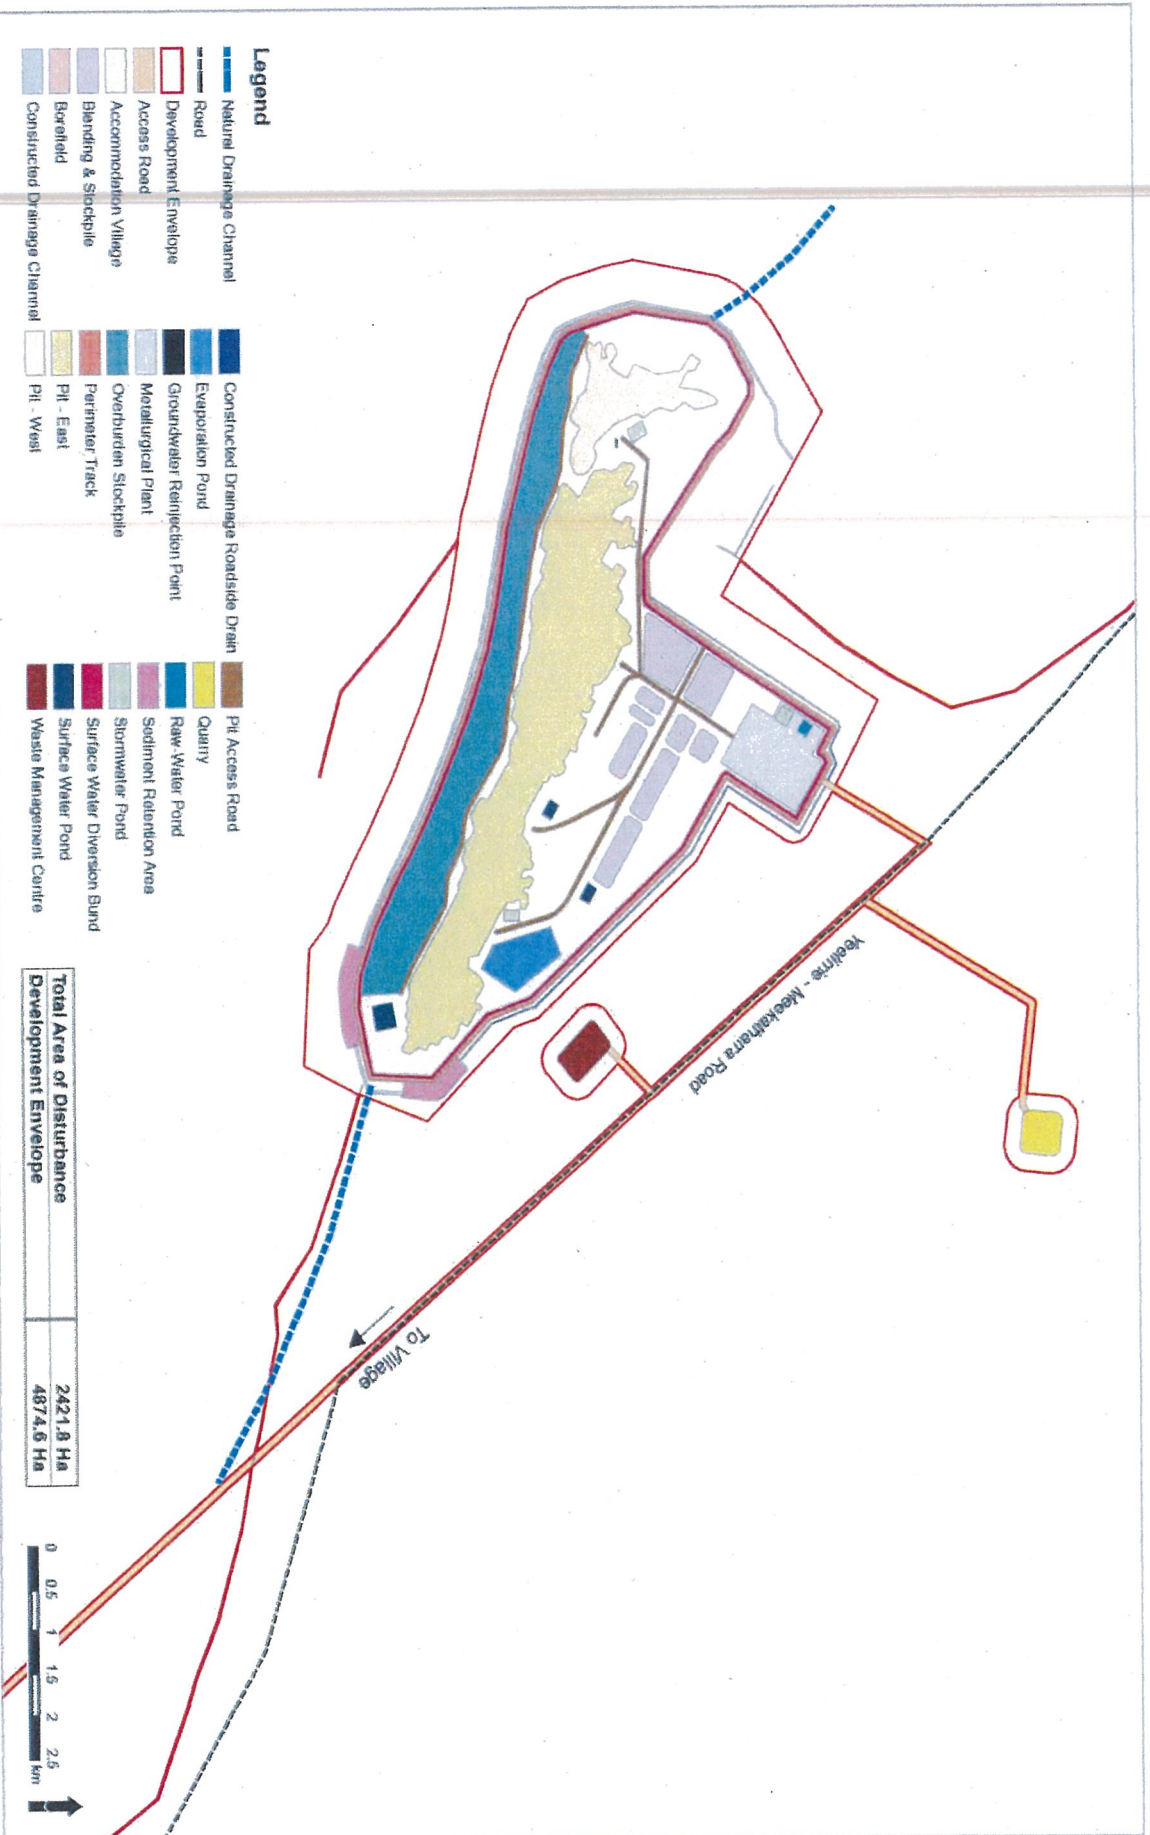 Yeelirrie - Meekatharra Road
To Village
Legend
Natural Drainage Channel
Road
Development Envelope
Access Road
Accommodation Village
Blending & Stockpile
Borefield
Constructed Drainage Channel
Constructed Drainage Roadside Drain
Evaporation Pond
Groundwater Reinjection Point
Metallurgical Plant
Overburden Stockpile
Perimeter Track
Pit - East
Pit - West
Pit Access Road
Quarry
Raw-Water Pond
Sediment Retention Area
Stormwater Pond
Surface Water Diversion Bund
Surface Water Pond
Waste Management Centre
Total Area of Disturbance 2421.8 Ha
Development Envelope 4874.6 Ha
0 0.5 1 1.5 2 2.5
km